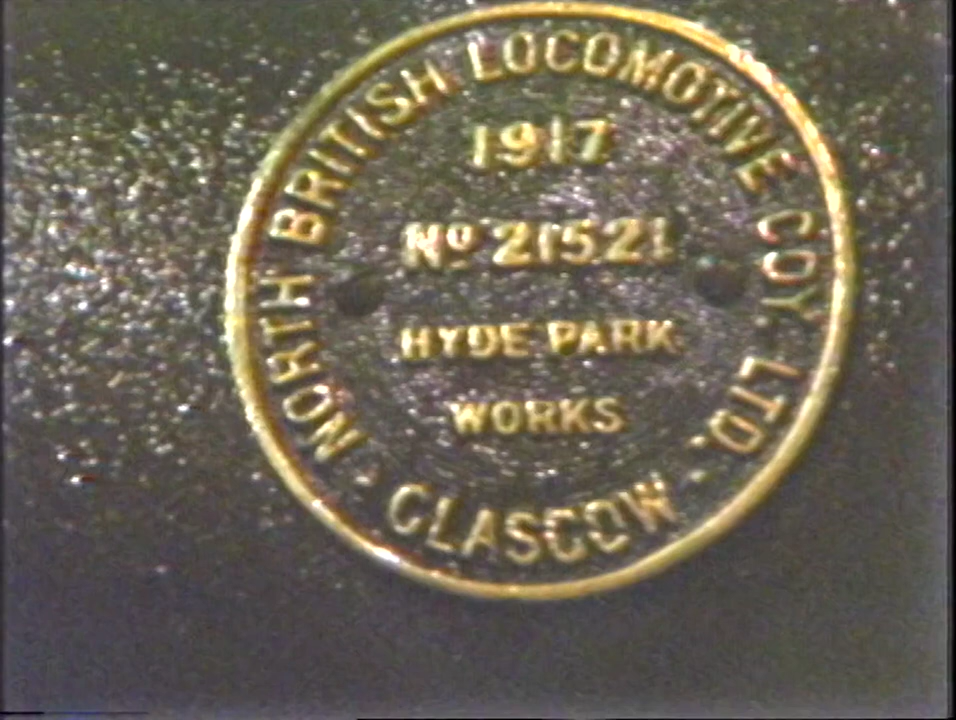 NORTH BRITISH LOCOMOTIVE COY. LTD.
1917
No 21521
HYDE PARK
WORKS
GLASGOW